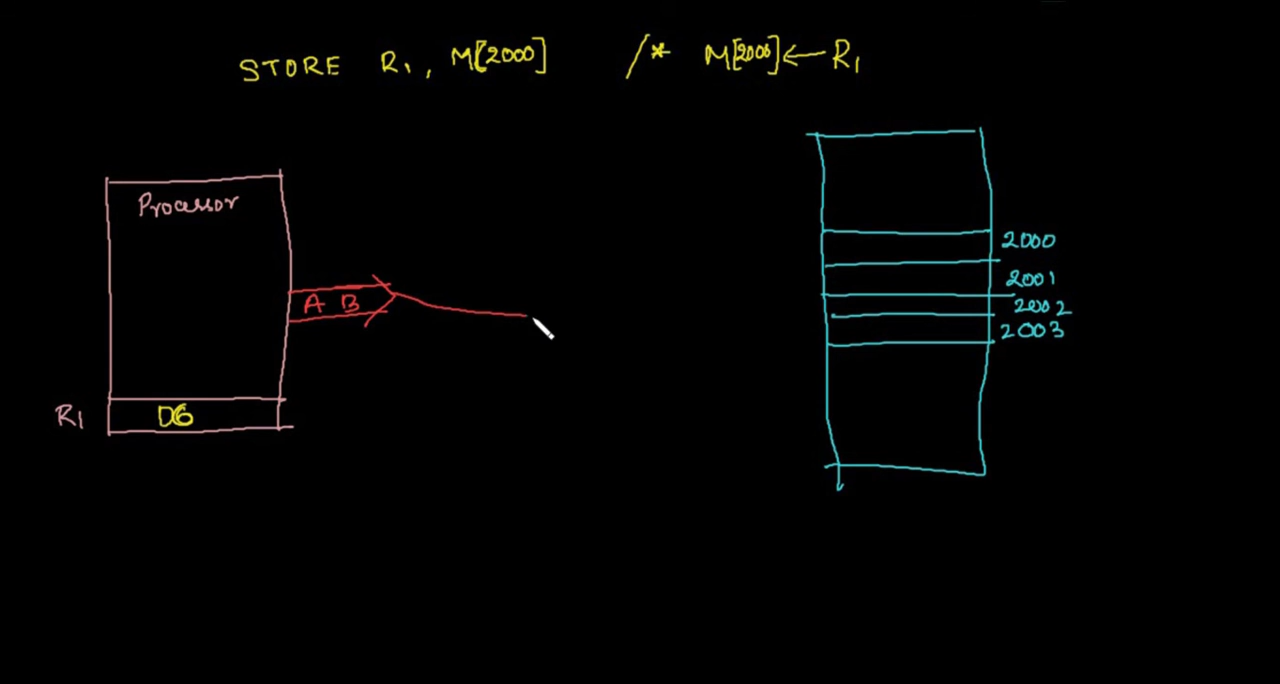 STORE R1, M[2000] /* M[2000]←R1
Processor
A B
R1 D6
2000
2001
2002
2003